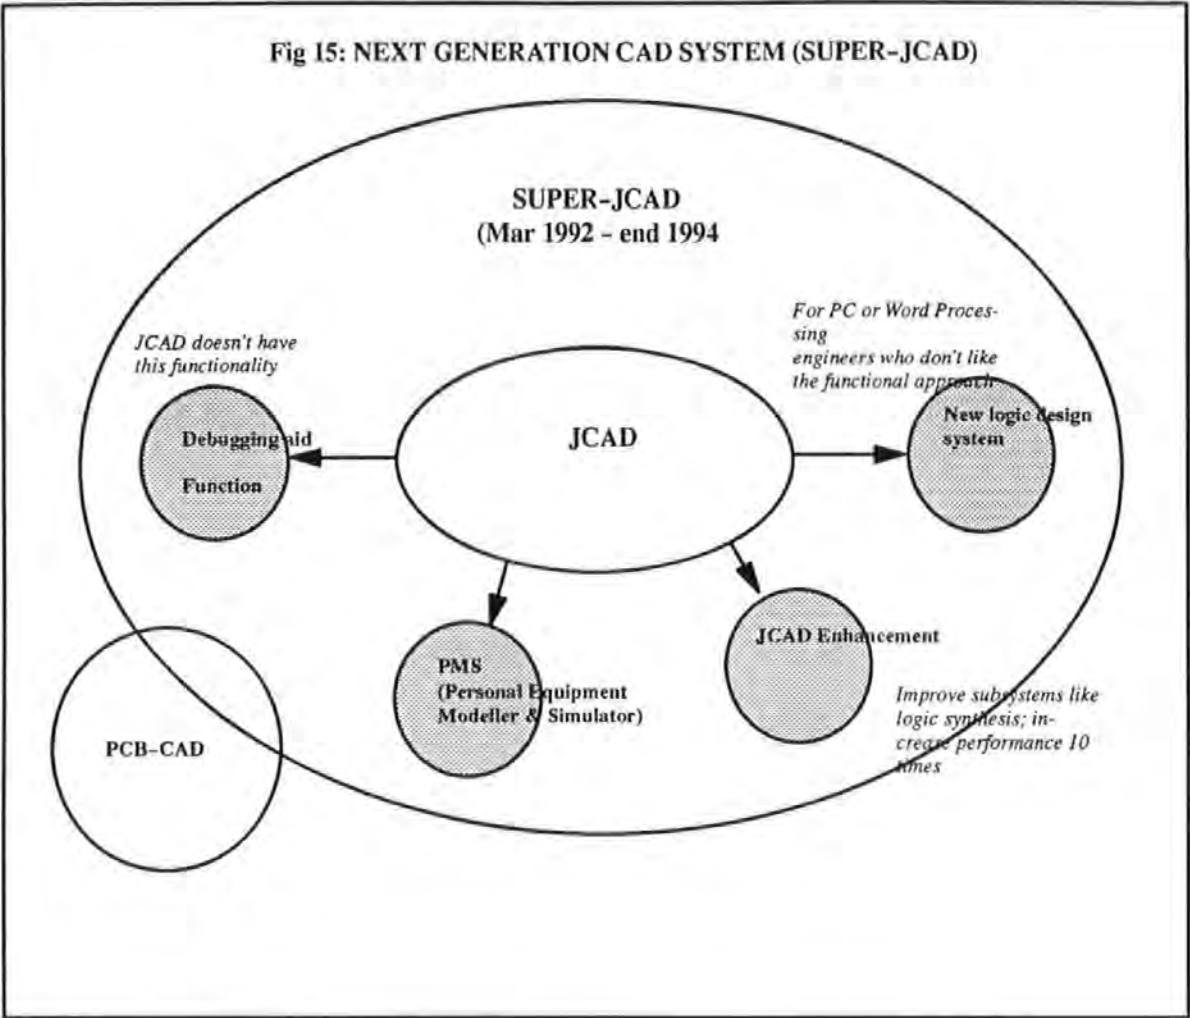 Fig 15: NEXT GENERATION CAD SYSTEM (SUPER-JCAD)
SUPER-JCAD
(Mar 1992 - end 1994
For PC or Word Proces-
sing
engineers who don't like
the functional approach
JCAD doesn't have
this functionality
New logic design
system
JCAD
Debugging aid
Function
JCAD Enhancement
PMS
(Personal Equipment
Modeller & Simulator)
Improve subsystems like
logic synthesis; in-
crease performance 10
times
PCB-CAD